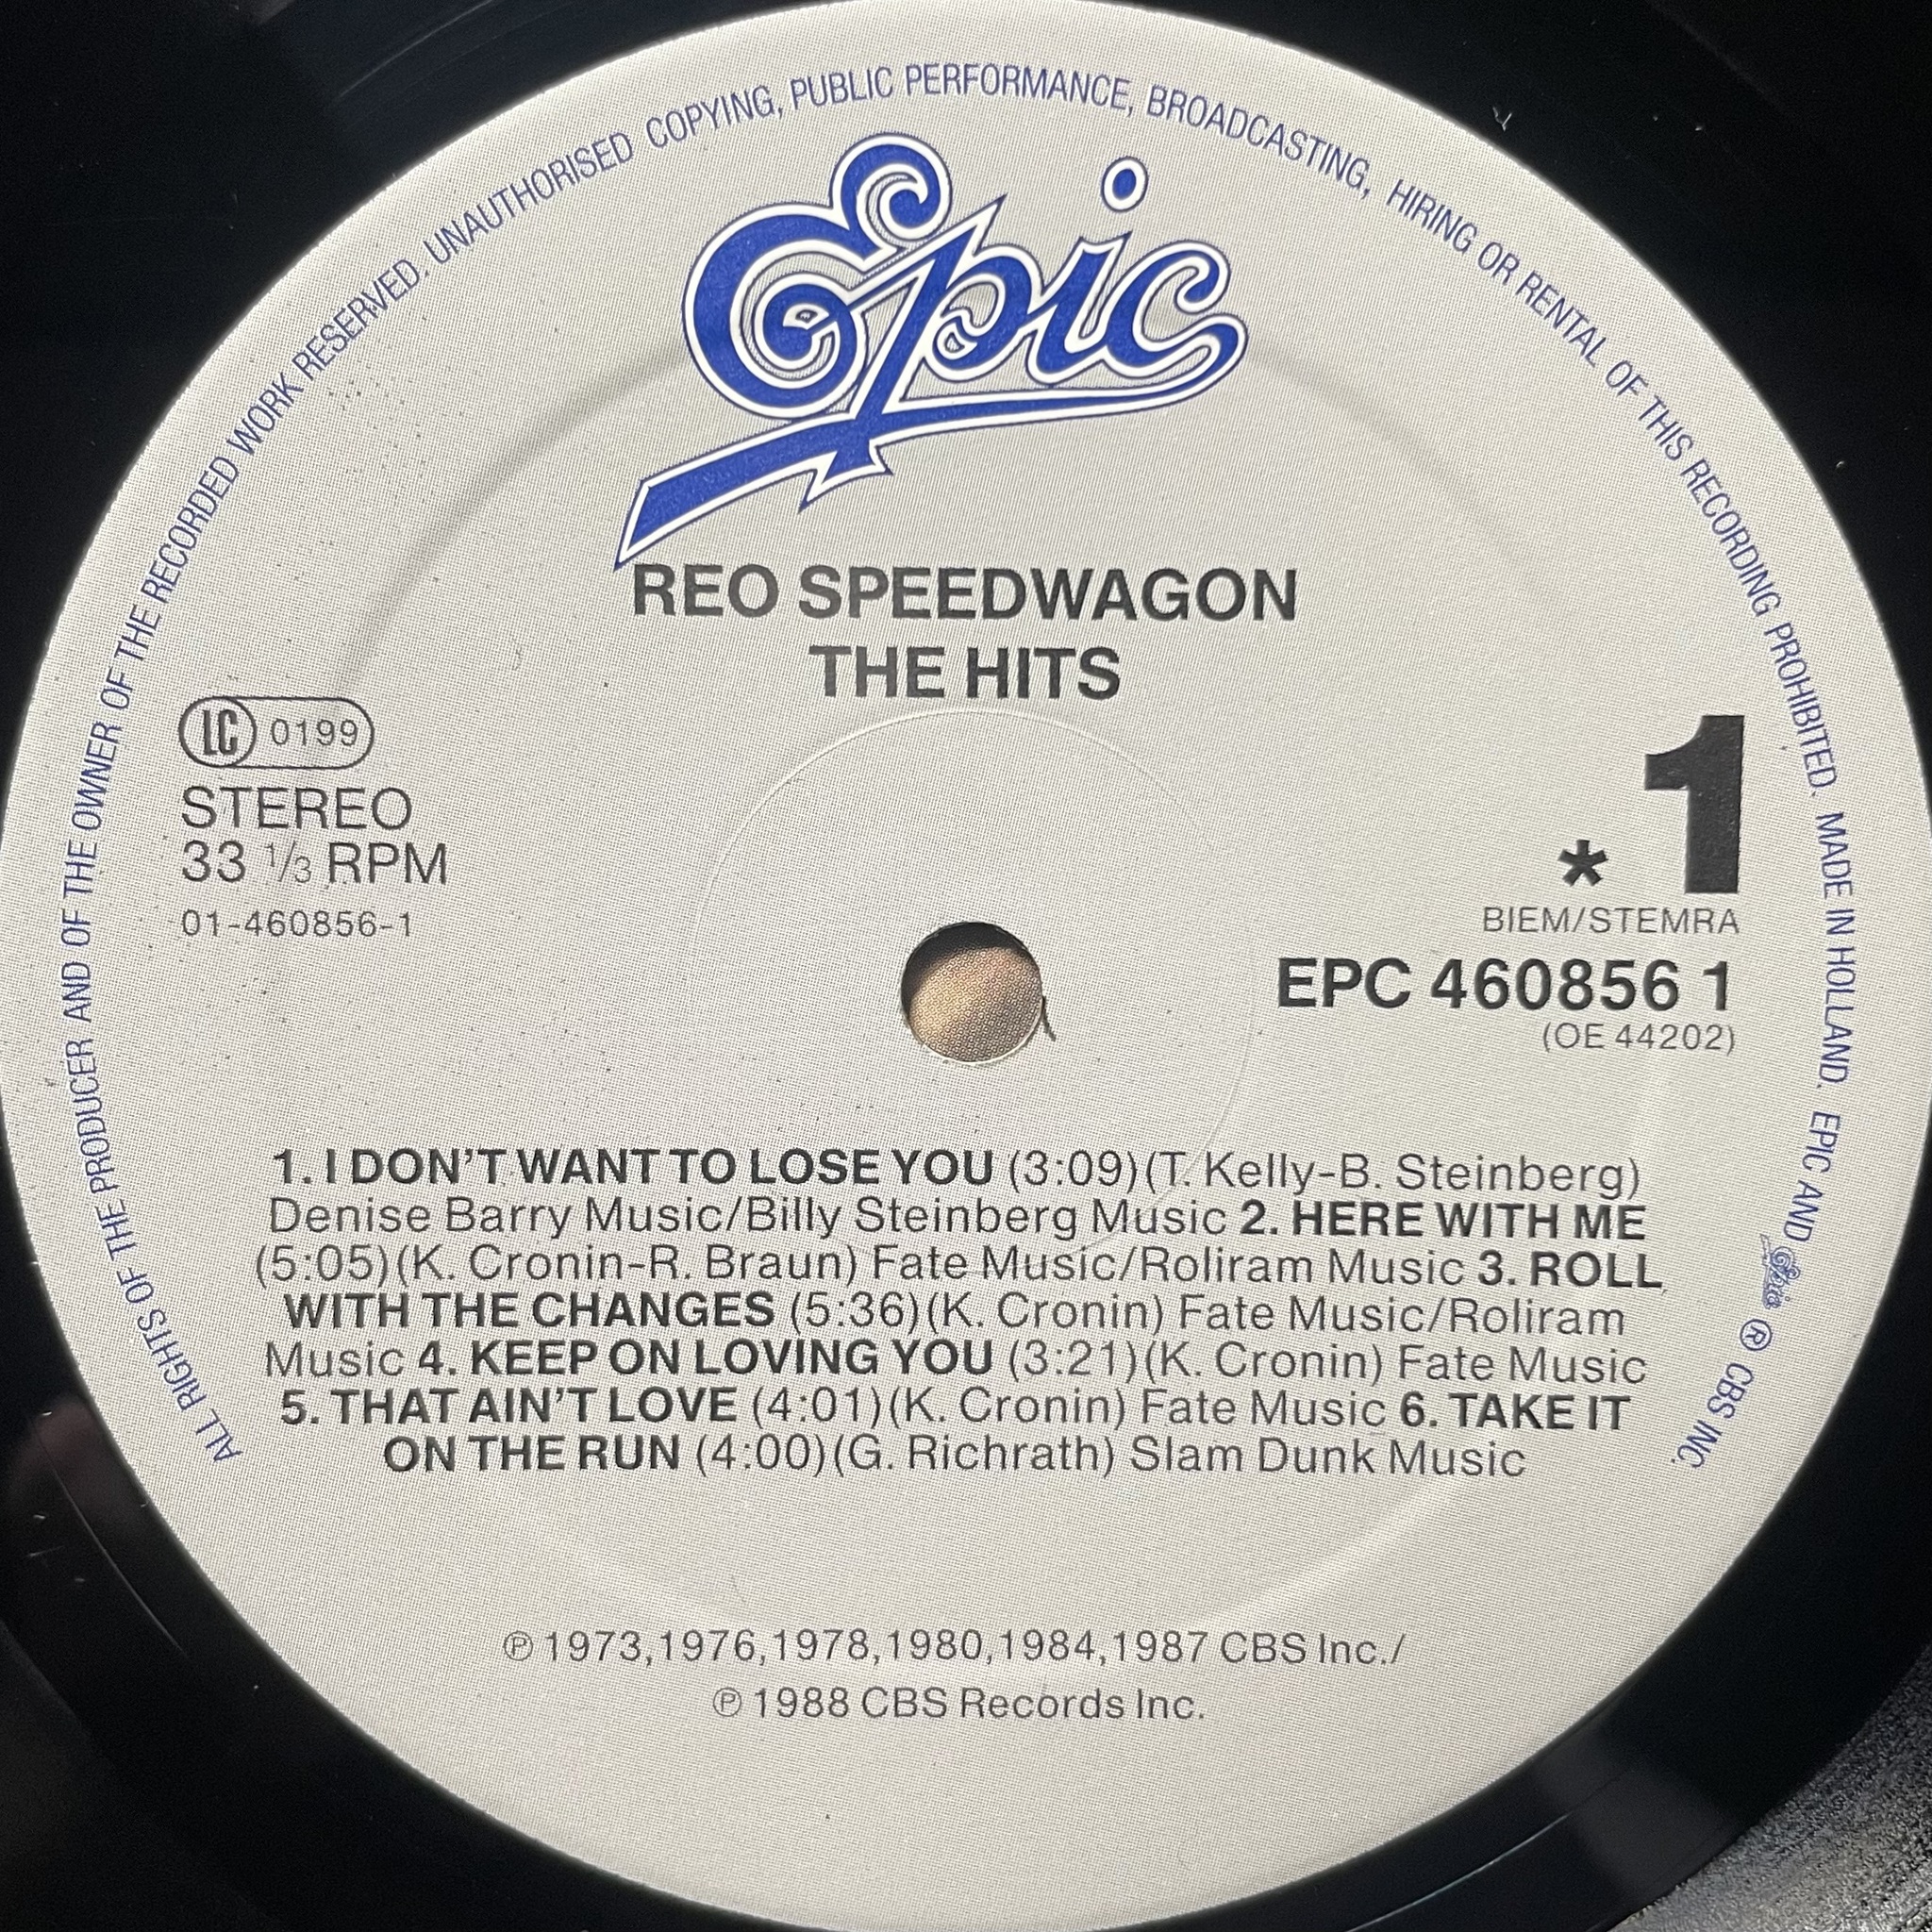 ALL RIGHTS OF THE PRODUCER AND OF THE OWNER OF THE RECORDED WORK RESERVED. UNAUTHORISED COPYING, PUBLIC PERFORMANCE, BROADCASTING, HIRING OR RENTAL OF THIS RECORDING PROHIBITED. MADE IN HOLLAND. EPIC AND Epic ® CBS INC.
Epic
REO SPEEDWAGON
THE HITS
LC 0199
STEREO
33 1/3 RPM
01-460856-1
* 1
BIEM/STEMRA
EPC 460856 1
(OE 44202)
1. I DON'T WANT TO LOSE YOU (3:09)(T. Kelly-B. Steinberg)
Denise Barry Music/Billy Steinberg Music 2. HERE WITH ME
(5:05)(K. Cronin-R. Braun) Fate Music/Roliram Music 3. ROLL
WITH THE CHANGES (5:36)(K. Cronin) Fate Music/Roliram
Music 4. KEEP ON LOVING YOU (3:21)(K. Cronin) Fate Music
5. THAT AIN'T LOVE (4:01)(K. Cronin) Fate Music 6. TAKE IT
ON THE RUN (4:00)(G. Richrath) Slam Dunk Music
℗ 1973,1976,1978,1980,1984,1987 CBS Inc./
℗ 1988 CBS Records Inc.